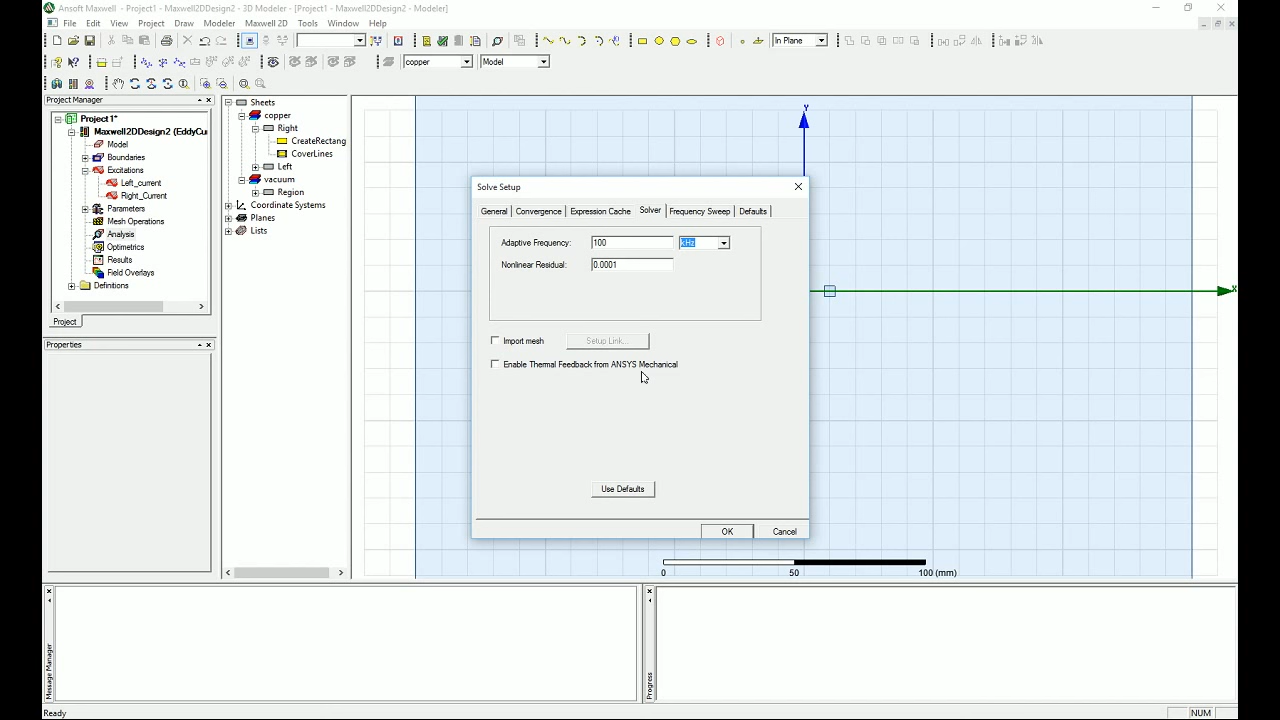 Ansoft Maxwell - Project1 - Maxwell2DDesign2 - 3D Modeler - [Project1 - Maxwell2DDesign2 - Modeler]
File Edit View Project Draw Modeler Maxwell 2D Tools Window Help
In Plane
copper Model
Project Manager
Project1*
Maxwell2DDesign2 (EddyCu
Model
Boundaries
Excitations
Left_current
Right_Current
Parameters
Mesh Operations
Analysis
Optimetrics
Results
Field Overlays
Definitions
Project
Properties
Sheets
copper
Right
CreateRectang
CoverLines
Left
vacuum
Region
Coordinate Systems
Planes
Lists
Y
X
Solve Setup
General Convergence Expression Cache Solver Frequency Sweep Defaults
Adaptive Frequency: 100 kHz
Nonlinear Residual: 0.0001
Import mesh Setup Link...
Enable Thermal Feedback from ANSYS Mechanical
Use Defaults
OK Cancel
0 50 100 (mm)
Message Manager
Progress
Ready NUM